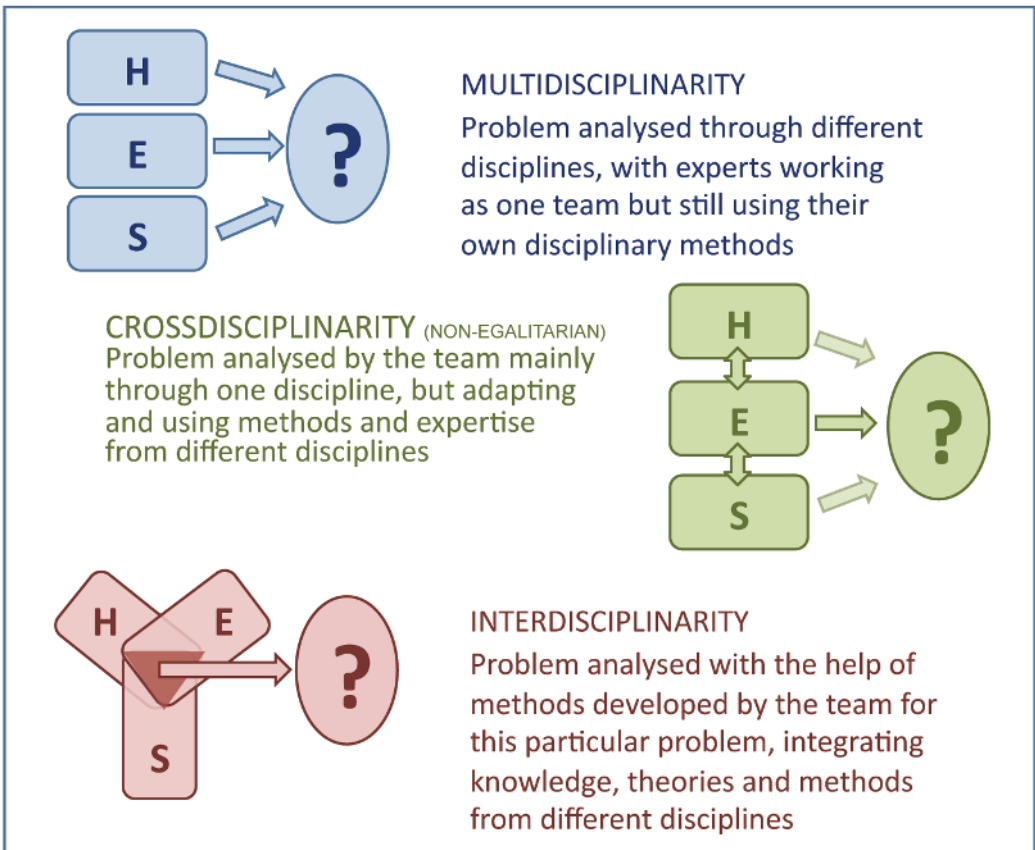 H
E
S
?
MULTIDISCIPLINARITY
Problem analysed through different
disciplines, with experts working
as one team but still using their
own disciplinary methods
CROSSDISCIPLINARITY (NON-EGALITARIAN)
Problem analysed by the team mainly
through one discipline, but adapting
and using methods and expertise
from different disciplines
H
E
S
?
H
E
S
?
INTERDISCIPLINARITY
Problem analysed with the help of
methods developed by the team for
this particular problem, integrating
knowledge, theories and methods
from different disciplines